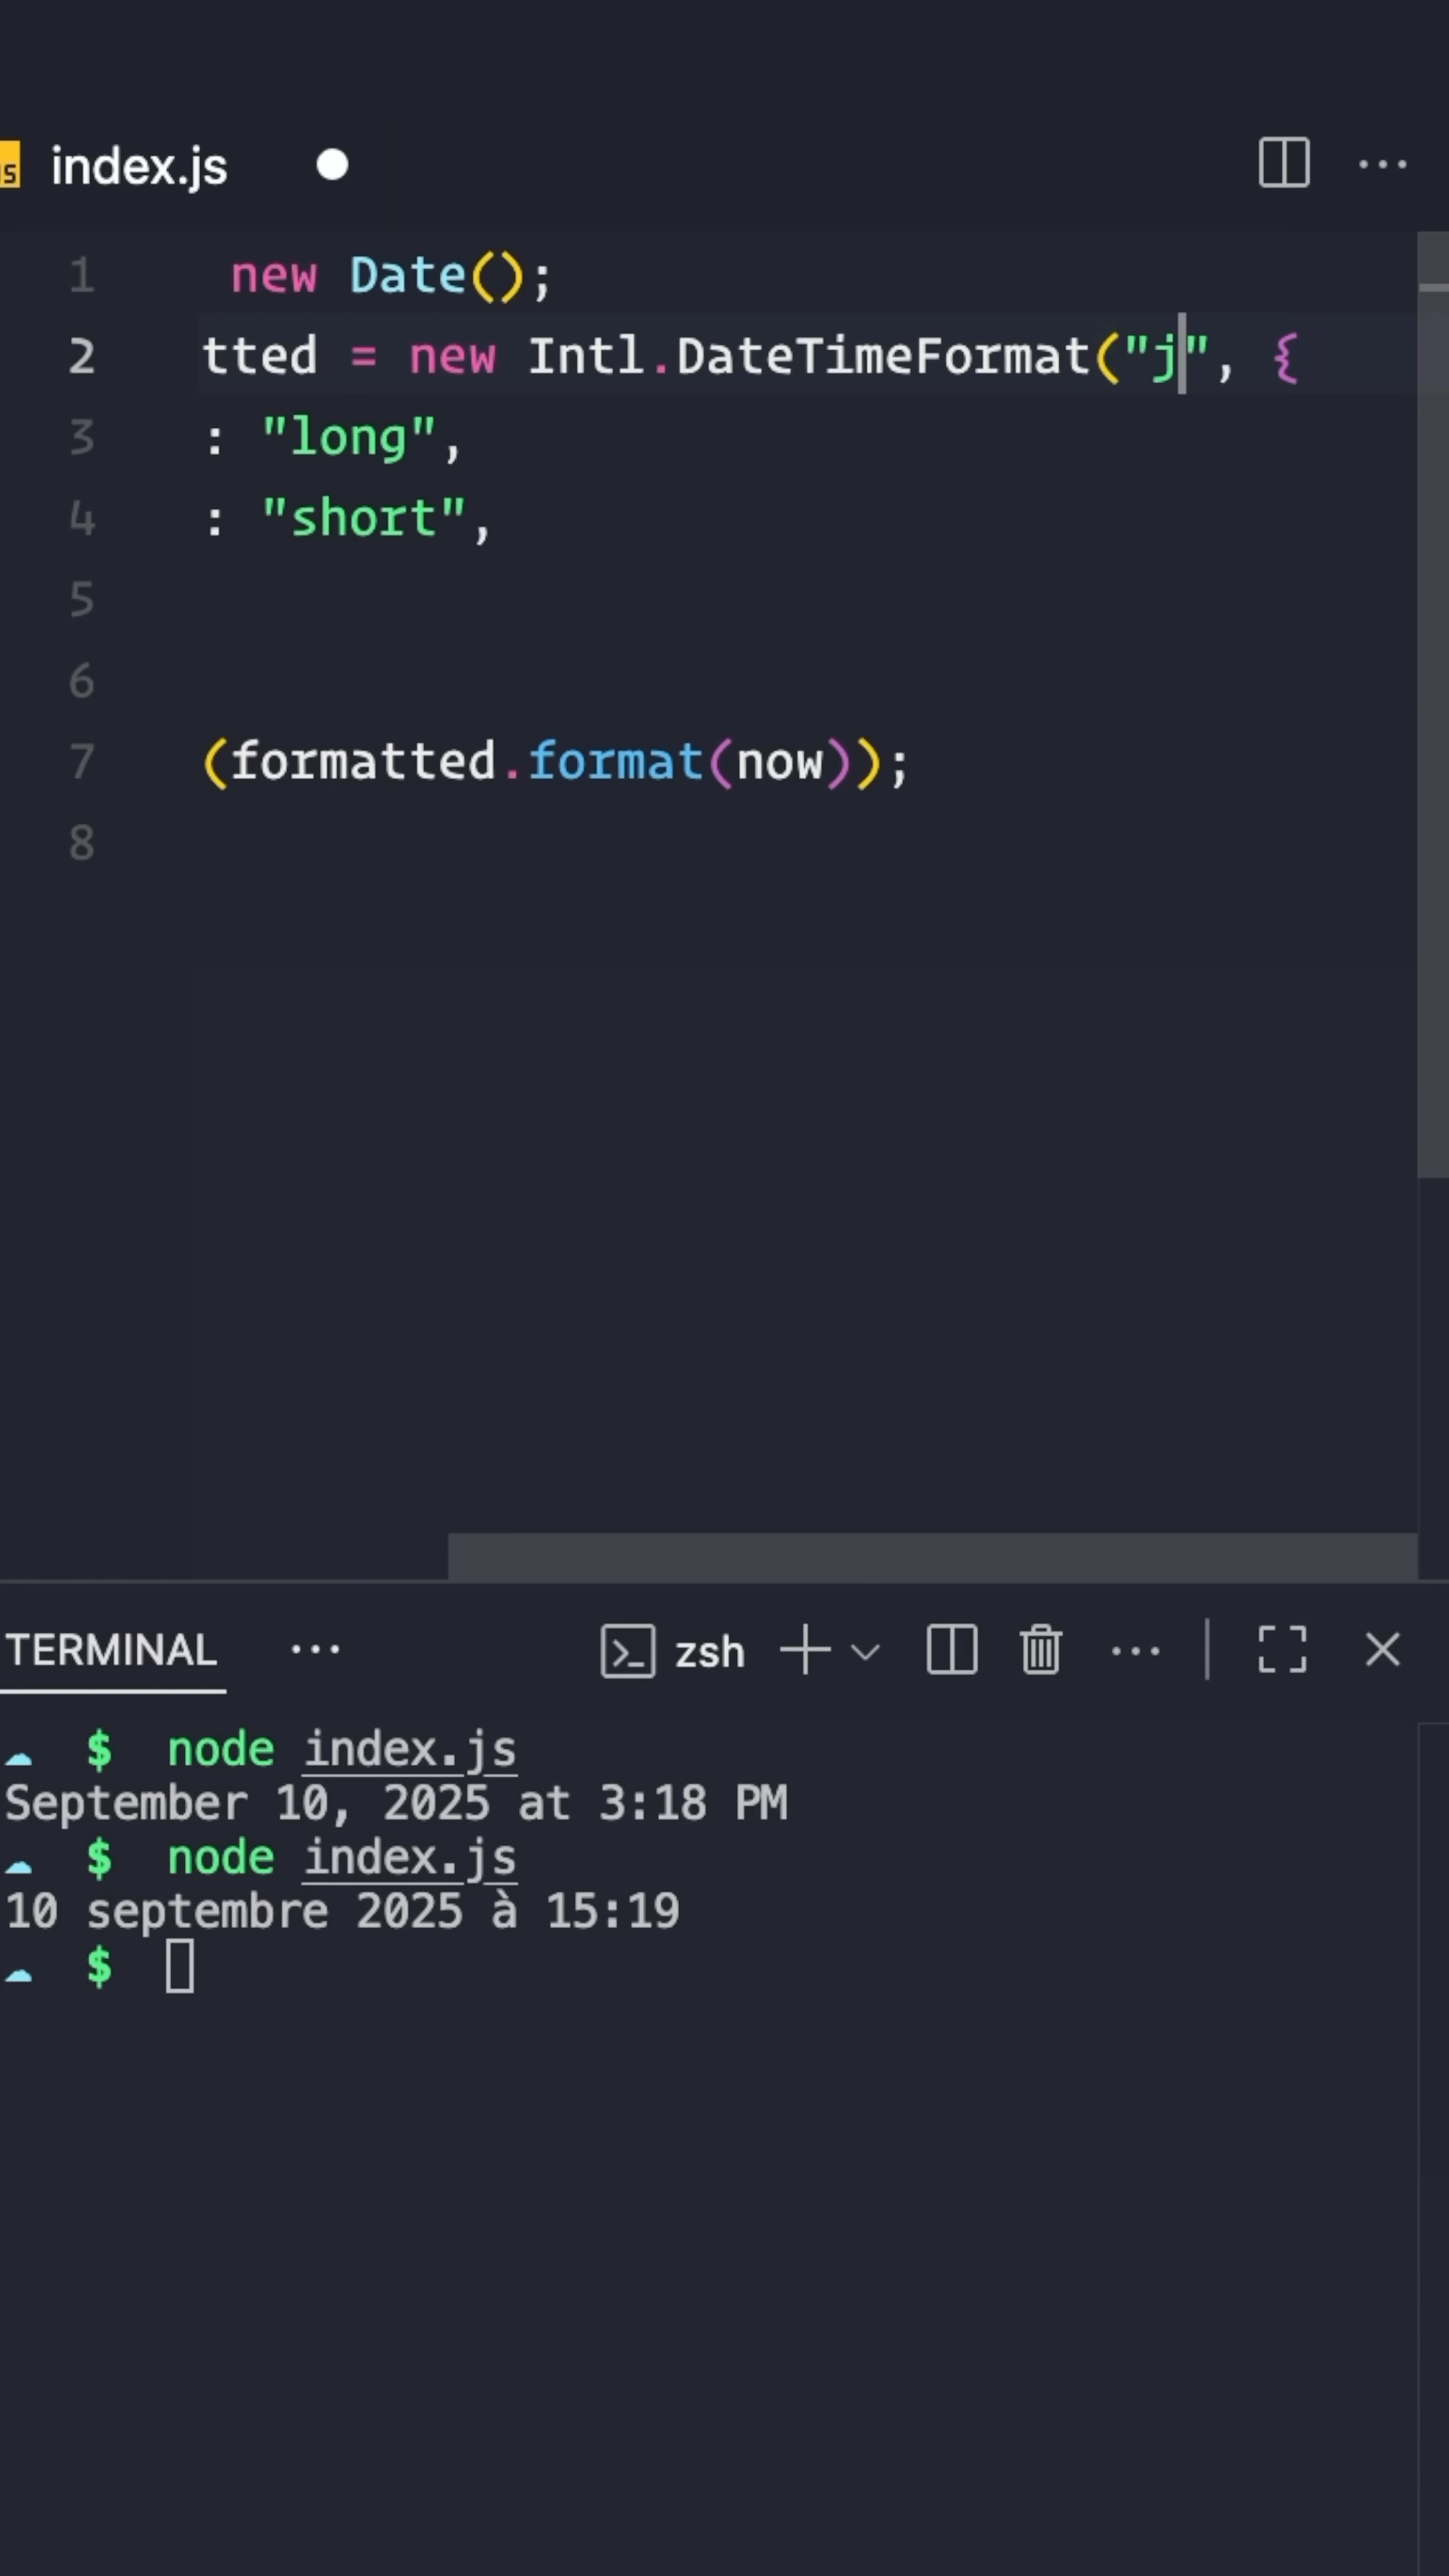 JS index.js
1 new Date();
2 tted = new Intl.DateTimeFormat("j", {
3 : "long",
4 : "short",
5
6
7 (formatted.format(now));
8
TERMINAL ... zsh
$ node index.js
September 10, 2025 at 3:18 PM
$ node index.js
10 septembre 2025 à 15:19
$